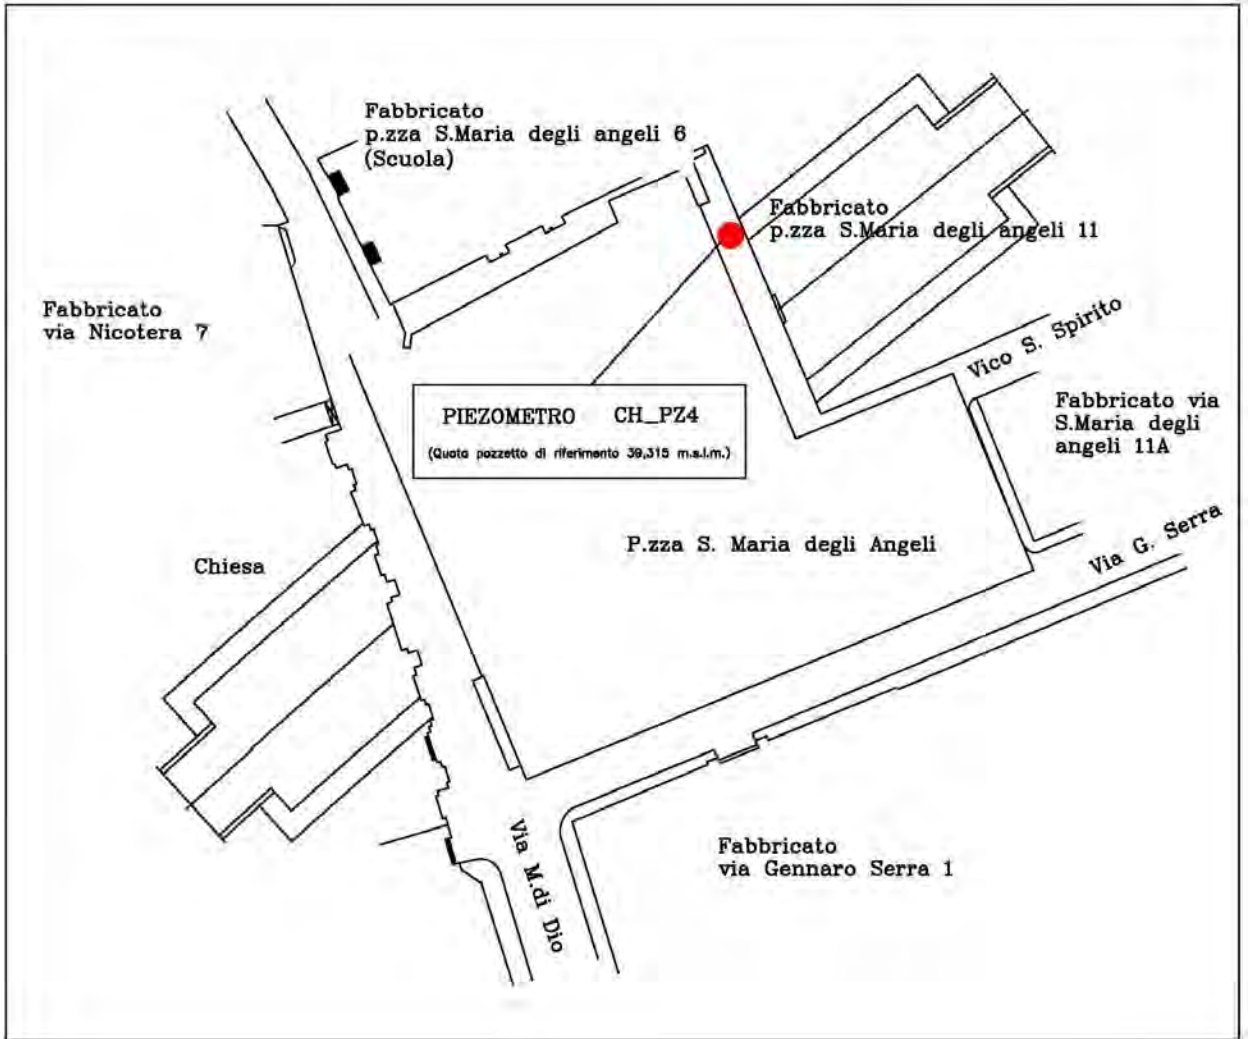 Fabbricato
p.zza S.Maria degli angeli 6
(Scuola)
Fabbricato
p.zza S.Maria degli angeli 11
Fabbricato
via Nicotera 7
Vico S. Spirito
PIEZOMETRO CH_PZ4
(Quota pozzetto di riferimento 39,315 m.s.l.m.)
Fabbricato via
S.Maria degli
angeli 11A
P.zza S. Maria degli Angeli
Via G. Serra
Chiesa
Via M.di Dio
Fabbricato
via Gennaro Serra 1